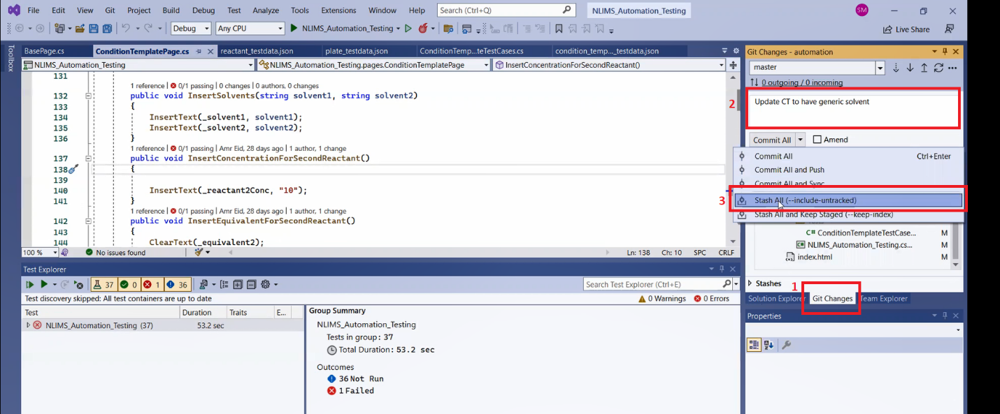 File Edit View Git Project Build Debug Test Analyze Tools Extensions Window Help Search (Ctrl+Q) NLIMS_Automation_Testing SM
Debug Any CPU NLIMS_Automation_Testing Live Share
Toolbox
BasePage.cs ConditionTemplatePage.cs reactant_testdata.json plate_testdata.json ConditionTemp...teTestCases.cs condition_temp..._testdata.json
NLIMS_Automation_Testing NLIMS_Automation_Testing.pages.ConditionTemplatePage InsertConcentrationForSecondReactant()
131
1 reference | 0/1 passing | 0 changes | 0 authors, 0 changes
132 public void InsertSolvents(string solvent1, string solvent2)
133 {
134 InsertText(_solvent1, solvent1);
135 InsertText(_solvent2, solvent2);
136 }
1 reference | 0/1 passing | Amr Eid, 28 days ago | 1 author, 1 change
137 public void InsertConcentrationForSecondReactant()
138 {
139
140 InsertText(_reactant2Conc, "10");
141 }
1 reference | 0/1 passing | Amr Eid, 28 days ago | 1 author, 1 change
142 public void InsertEquivalentForSecondReactant()
143 {
144 ClearText(_equivalent2);
100 % No issues found Ln: 138 Ch: 10 SPC CRLF
Git Changes - automation
master
0 outgoing / 0 incoming
2
Update CT to have generic solvent
Commit All Amend
Commit All Ctrl+Enter
Commit All and Push
Commit All and Sync
3
Stash All (--include-untracked)
Stash All and Keep Staged (--keep-index)
C# ConditionTemplateTestCase... M
NLIMS_Automation_Testing.cs... M
index.html M
Stashes
1
Solution Explorer Git Changes Team Explorer
Properties
Test Explorer
37 0 1 36 Search Test Explorer (Ctrl+E)
Test discovery skipped: All test containers are up to date 0 Warnings 0 Errors
Test Duration Traits E...
NLIMS_Automation_Testing (37) 53.2 sec
Group Summary
NLIMS_Automation_Testing
Tests in group: 37
Total Duration: 53.2 sec
Outcomes
36 Not Run
1 Failed